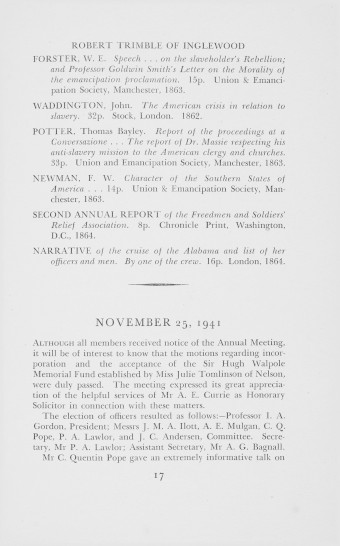 ROBERT TRIMBLE OF INGLEWOOD
FORSTER, W. E. Speech . . . on the slaveholder's Rebellion;
and Professor Goldwin Smith's Letter on the Morality of
the emancipation proclamation. 15p. Union & Emanci-
pation Society, Manchester, 1863.
WADDINGTON, John. The American crisis in relation to
slavery. 32p. Stock, London. 1862.
POTTER, Thomas Bayley. Report of the proceedings at a
Conversazione . . . The report of Dr. Massie respecting his
anti-slavery mission to the American clergy and churches.
33p. Union and Emancipation Society, Manchester, 1863.
NEWMAN, F. W. Character of the Southern States of
America . . . 14p. Union & Emancipation Society, Man-
chester, 1863.
SECOND ANNUAL REPORT of the Freedmen and Soldiers'
Relief Association. 8p. Chronicle Print, Washington,
D.C., 1864.
NARRATIVE of the cruise of the Alabama and list of her
officers and men. By one of the crew. 16p. London, 1864.
NOVEMBER 25, 1941
ALTHOUGH all members received notice of the Annual Meeting,
it will be of interest to know that the motions regarding incor-
poration and the acceptance of the Sir Hugh Walpole
Memorial Fund established by Miss Julie Tomlinson of Nelson,
were duly passed. The meeting expressed its great apprecia-
tion of the helpful services of Mr A. E. Currie as Honorary
Solicitor in connection with these matters.
The election of officers resulted as follows:—Professor I. A.
Gordon, President; Messrs J. M. A. Ilott, A. E. Mulgan, C. Q.
Pope, P. A. Lawlor, and J. C. Andersen, Committee. Secre-
tary, Mr P. A. Lawlor; Assistant Secretary, Mr A. G. Bagnall.
Mr C. Quentin Pope gave an extremely informative talk on
17